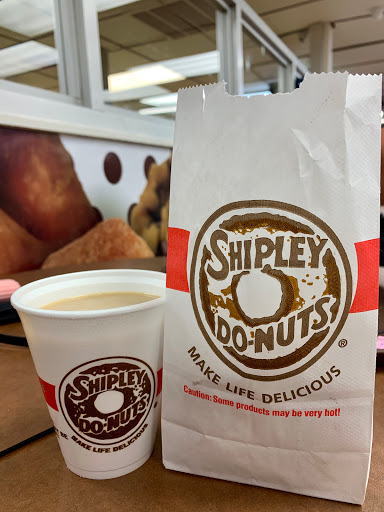 SHIPLEY
DO-NUTS
®
MAKE LIFE DELICIOUS
Caution: Some products may be very hot!
SHIPLEY
DO-NUTS
MAKE LIFE DELICIOUS